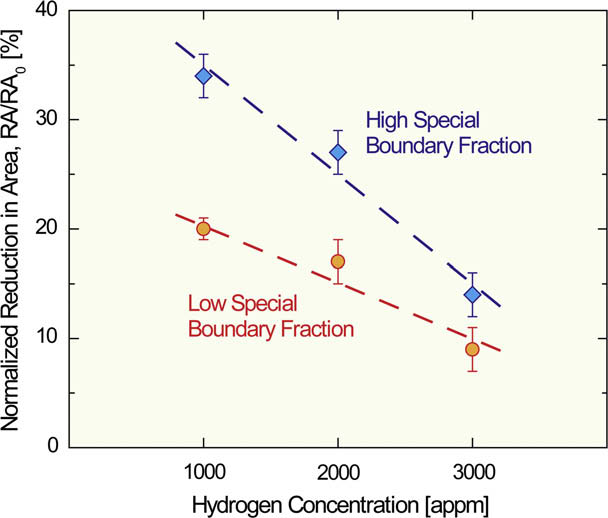 Normalized Reduction in Area, RA/RA0 [%]
40
30
20
10
0
High Special
Boundary Fraction
Low Special
Boundary Fraction
1000
2000
3000
Hydrogen Concentration [appm]